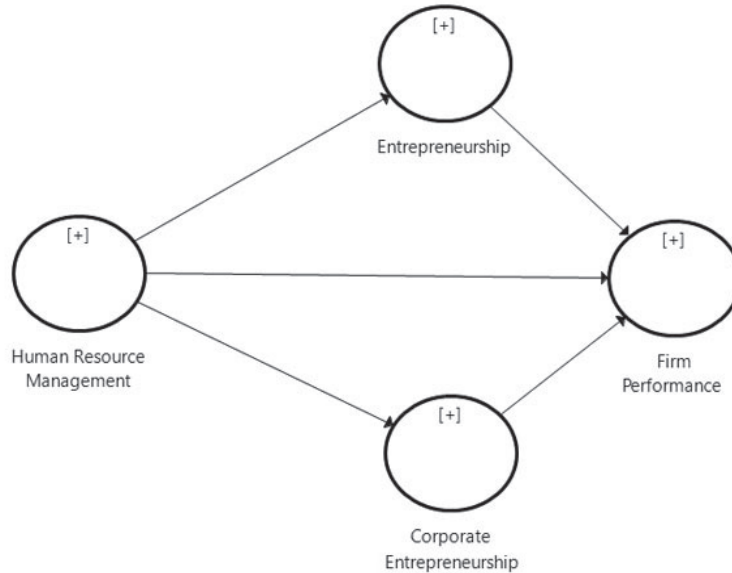 [+]
Entrepreneurship
[+]
Human Resource
Management
[+]
Firm
Performance
[+]
Corporate
Entrepreneurship